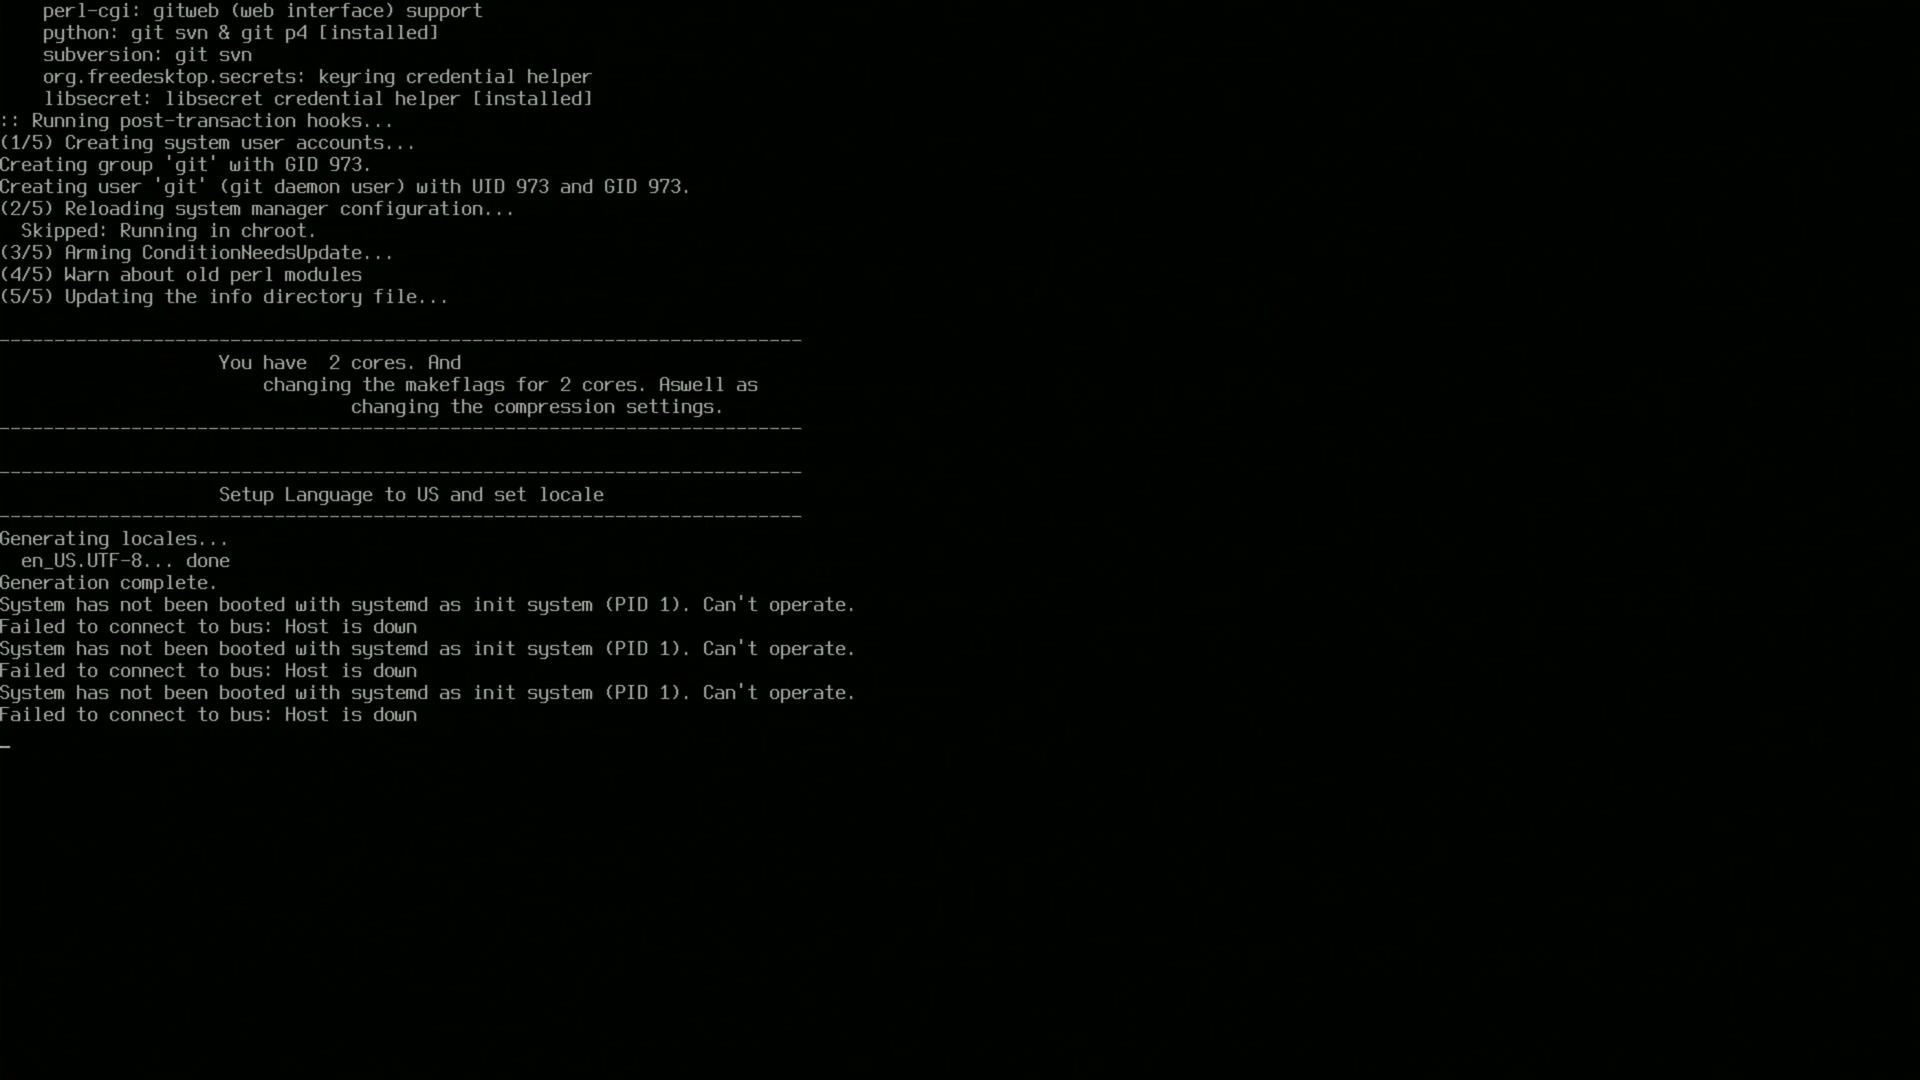 perl-cgi: gitweb (web interface) support
python: git svn & git p4 [installed]
subversion: git svn
org.freedesktop.secrets: keyring credential helper
libsecret: libsecret credential helper [installed]
:: Running post-transaction hooks...
(1/5) Creating system user accounts...
Creating group 'git' with GID 973.
Creating user 'git' (git daemon user) with UID 973 and GID 973.
(2/5) Reloading system manager configuration...
Skipped: Running in chroot.
(3/5) Arming ConditionNeedsUpdate...
(4/5) Warn about old perl modules
(5/5) Updating the info directory file...
-------------------------------------------------------------------------
You have  2 cores. And
changing the makeflags for 2 cores. Aswell as
changing the compression settings.
-------------------------------------------------------------------------
-------------------------------------------------------------------------
Setup Language to US and set locale
-------------------------------------------------------------------------
Generating locales...
en_US.UTF-8... done
Generation complete.
System has not been booted with systemd as init system (PID 1). Can't operate.
Failed to connect to bus: Host is down
System has not been booted with systemd as init system (PID 1). Can't operate.
Failed to connect to bus: Host is down
System has not been booted with systemd as init system (PID 1). Can't operate.
Failed to connect to bus: Host is down